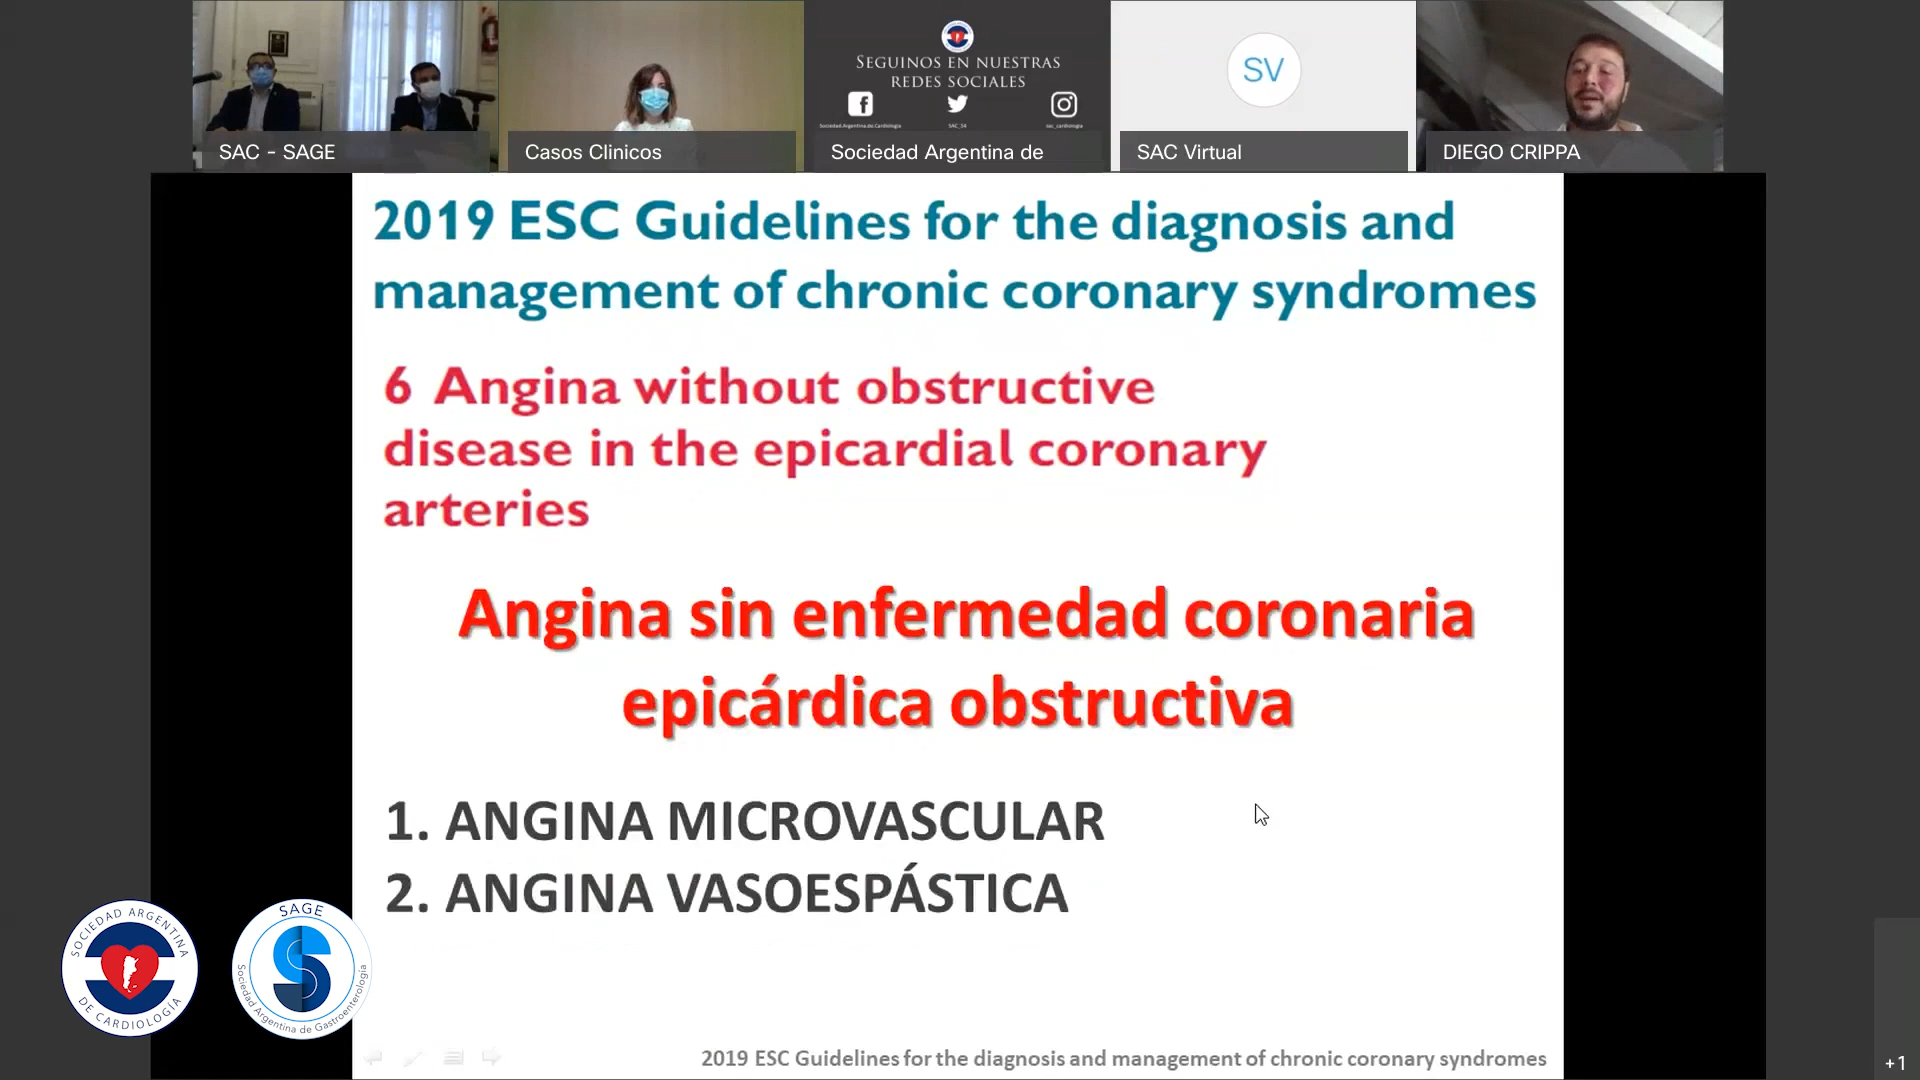 SEGUINOS EN NUESTRAS
REDES SOCIALES
Sociedad Argentina de Cardiología
SAC_54
sac_cardiologia
SV
SAC - SAGE
Casos Clinicos
Sociedad Argentina de
SAC Virtual
DIEGO CRIPPA
2019 ESC Guidelines for the diagnosis and
management of chronic coronary syndromes
6 Angina without obstructive
disease in the epicardial coronary
arteries
Angina sin enfermedad coronaria
epicárdica obstructiva
1. ANGINA MICROVASCULAR
2. ANGINA VASOESPÁSTICA
SOCIEDAD ARGENTINA
DE CARDIOLOGÍA
SAGE
Sociedad Argentina de Gastroenterología
2019 ESC Guidelines for the diagnosis and management of chronic coronary syndromes
+1